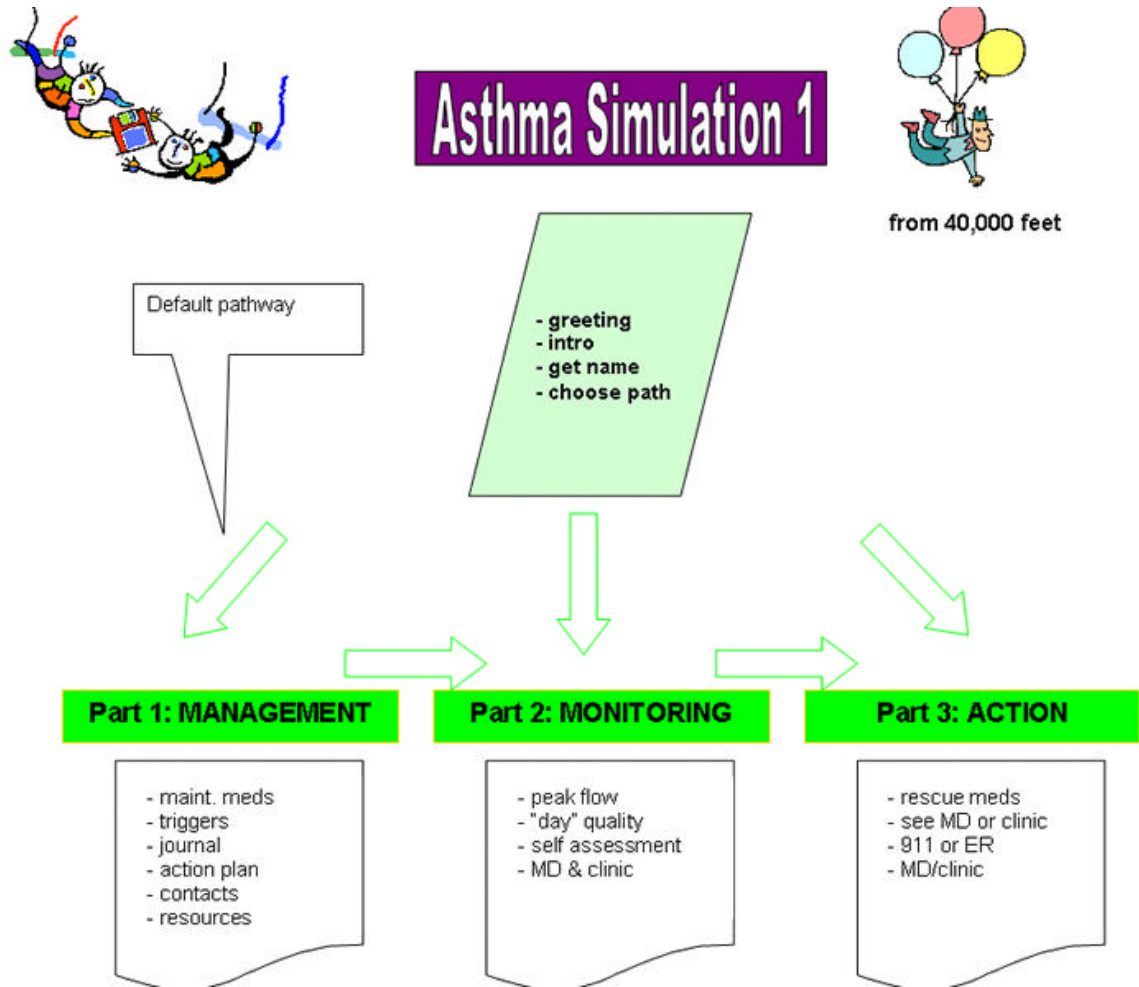 Asthma Simulation 1
from 40,000 feet
Default pathway
- greeting
- intro
- get name
- choose path
Part 1: MANAGEMENT
- maint. meds
- triggers
- journal
- action plan
- contacts
- resources
Part 2: MONITORING
- peak flow
- "day" quality
- self assessment
- MD & clinic
Part 3: ACTION
- rescue meds
- see MD or clinic
- 911 or ER
- MD/clinic